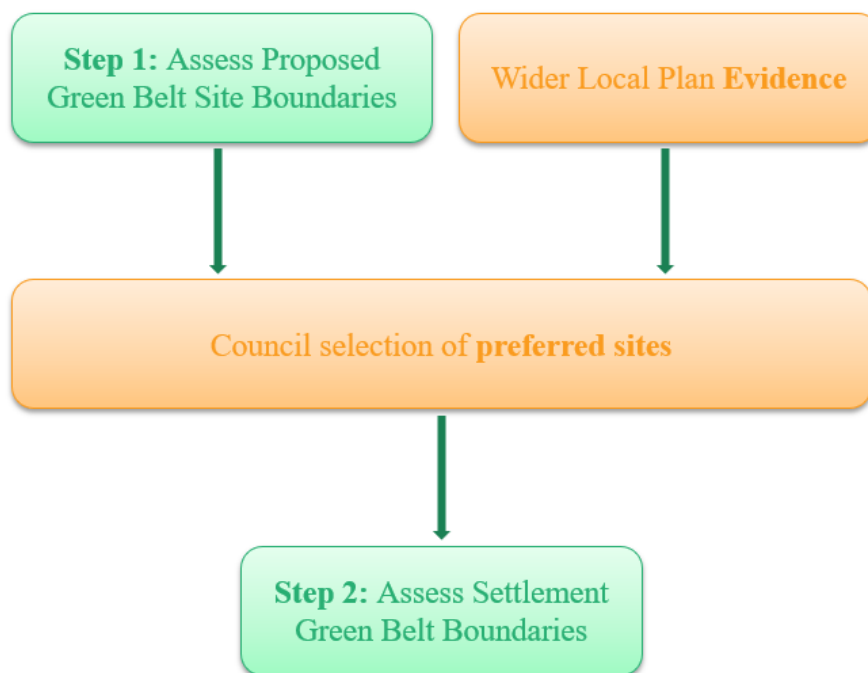 Step 1: Assess Proposed
Green Belt Site Boundaries
Wider Local Plan Evidence
Council selection of preferred sites
Step 2: Assess Settlement
Green Belt Boundaries